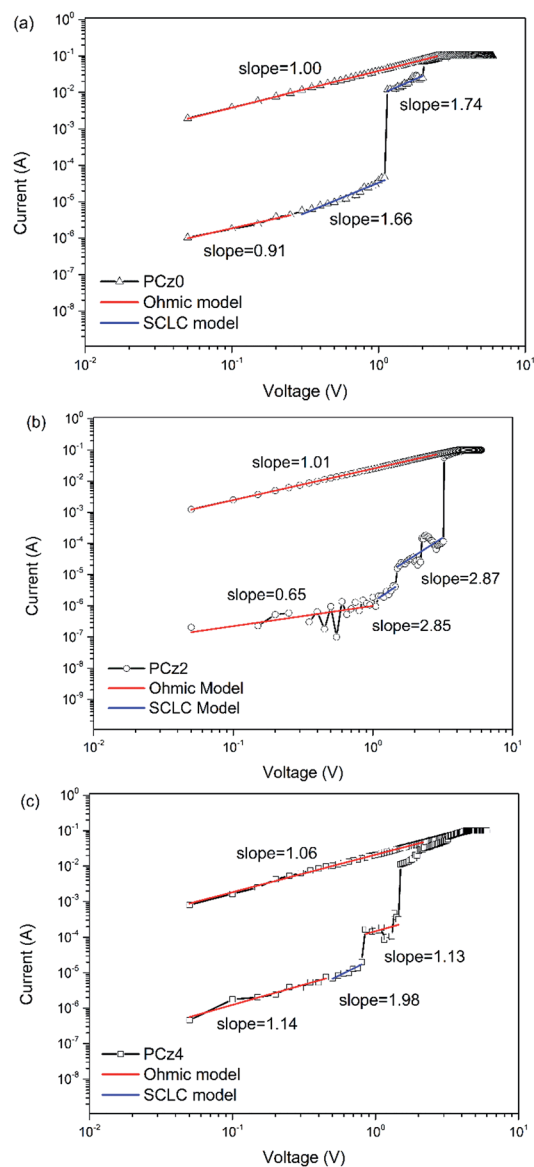 (a)
10^0
10^-1
slope=1.00
10^-2
slope=1.74
10^-3
10^-4
10^-5
slope=1.66
10^-6
slope=0.91
10^-7
PCz0
Ohmic model
10^-8
SCLC model
Current (A)
10^-2
10^-1
10^0
10^1
Voltage (V)
(b)
10^0
10^-1
slope=1.01
10^-2
10^-3
10^-4
slope=0.65
slope=2.87
10^-5
10^-6
slope=2.85
10^-7
PCz2
10^-8
Ohmic Model
10^-9
SCLC Model
Current (A)
10^-2
10^-1
10^0
10^1
Voltage (V)
(c)
10^0
10^-1
slope=1.06
10^-2
10^-3
10^-4
slope=1.13
10^-5
slope=1.98
10^-6
slope=1.14
10^-7
PCz4
Ohmic model
10^-8
SCLC model
Current (A)
10^-2
10^-1
10^0
10^1
Voltage (V)